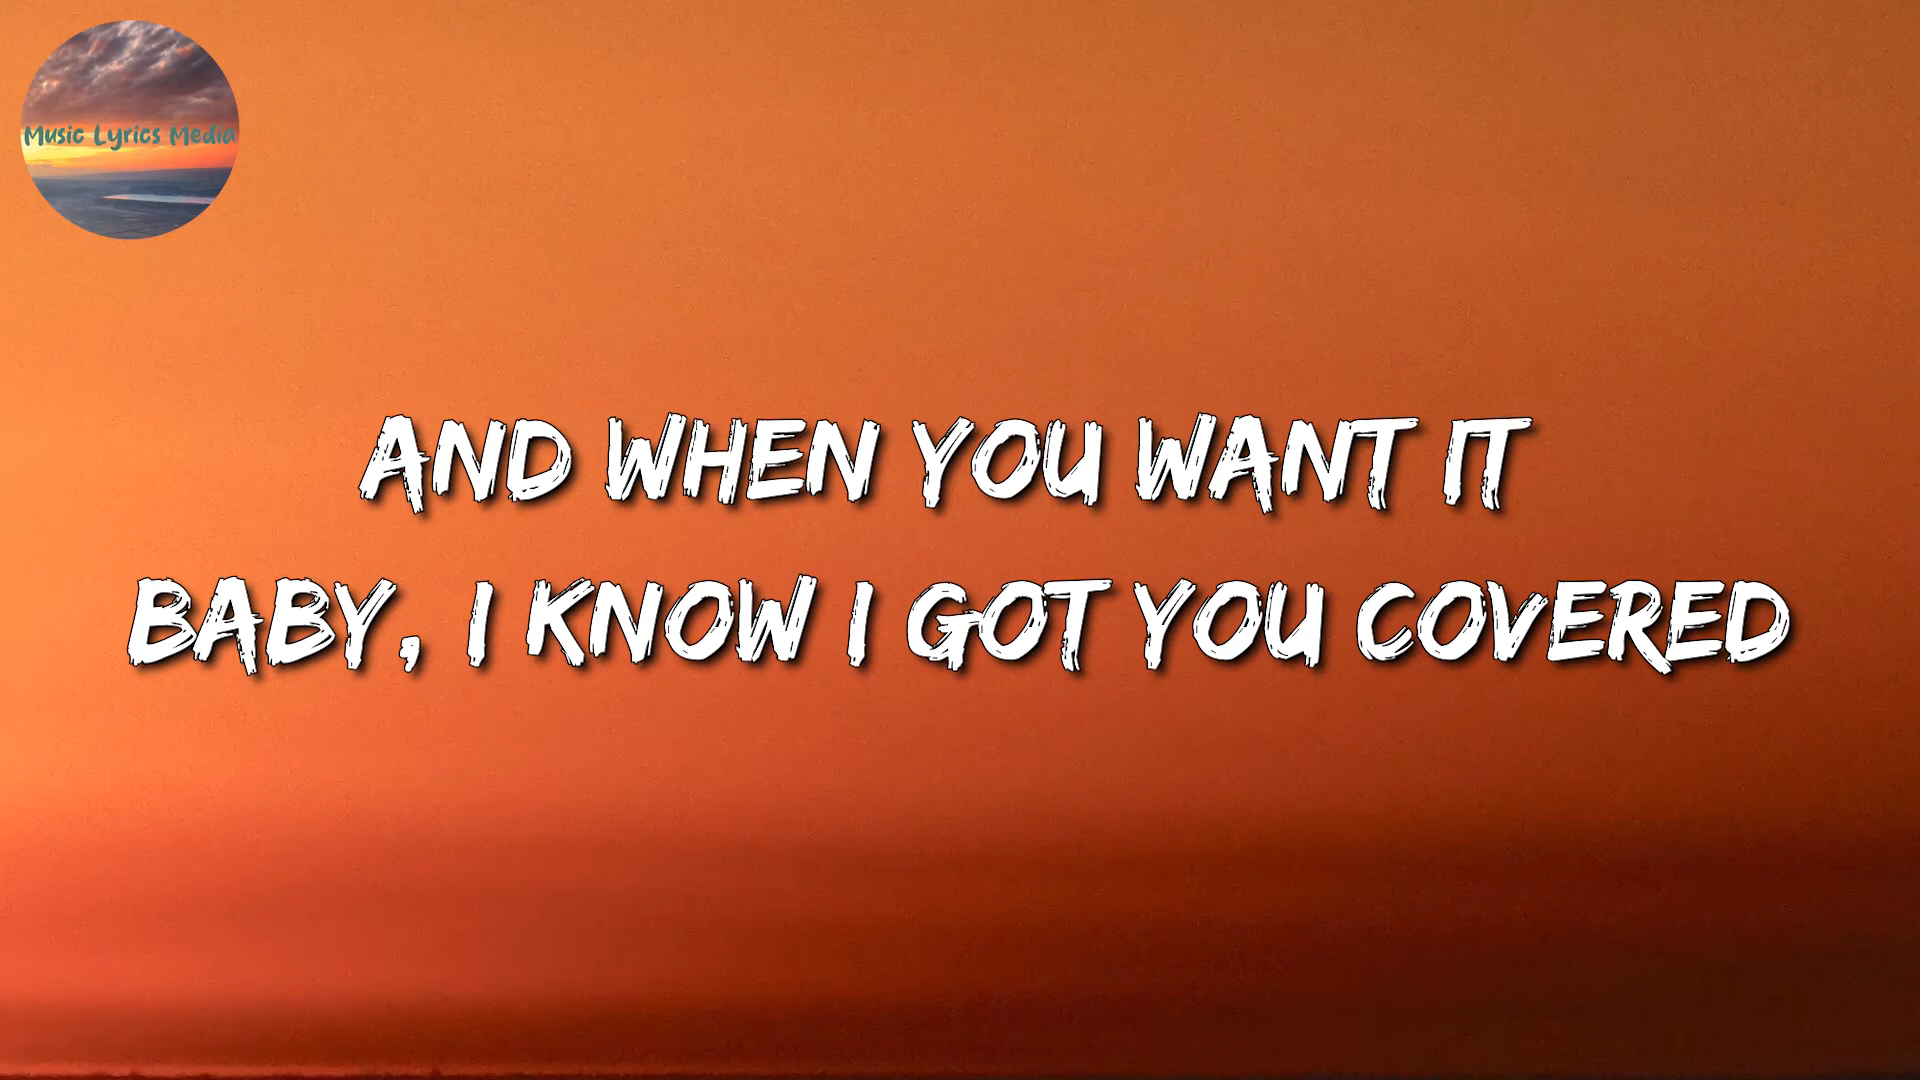 Music Lyrics Media
AND WHEN YOU WANT IT
BABY, I KNOW I GOT YOU COVERED